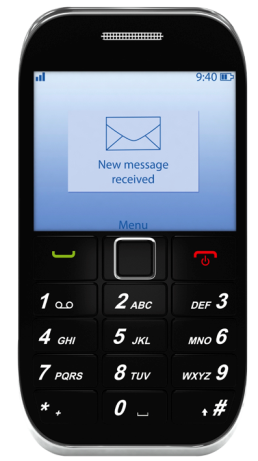 9:40
New message
received
Menu
1
2 ABC
DEF 3
4 GHI
5 JKL
MNO 6
7 PQRS
8 TUV
WXYZ 9
* +
0
#